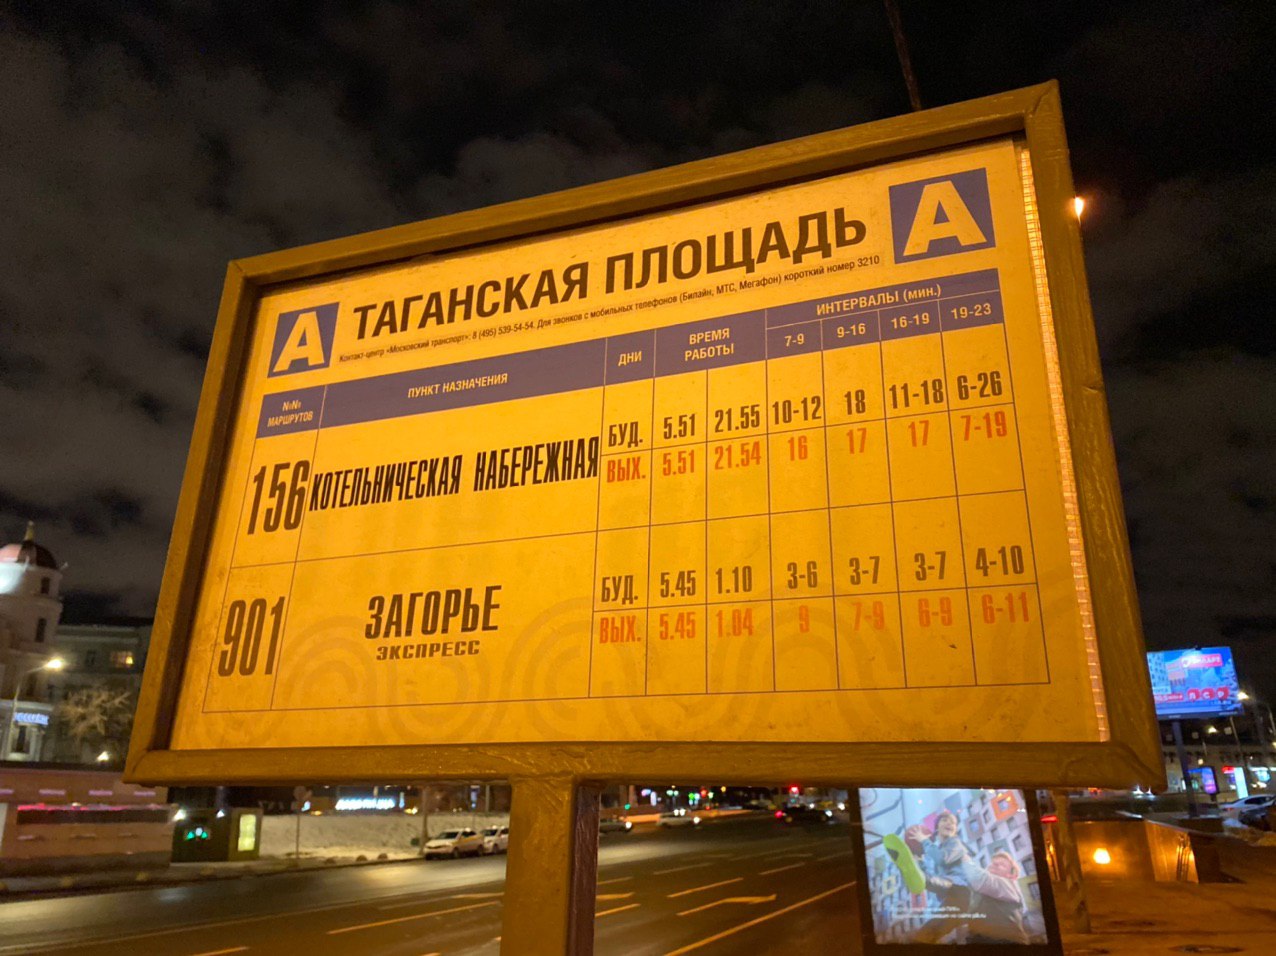 А ТАГАНСКАЯ ПЛОЩАДЬ А
Контакт-центр «Московский транспорт»: 8 (495) 539-54-54. Для звонков с мобильных телефонов (Билайн, МТС, Мегафон) короткий номер 3210
№№ МАРШРУТОВ ПУНКТ НАЗНАЧЕНИЯ ДНИ ВРЕМЯ РАБОТЫ ИНТЕРВАЛЫ (МИН.)
7-9 9-16 16-19 19-23
156 КОТЕЛЬНИЧЕСКАЯ НАБЕРЕЖНАЯ БУД. 5.51 21.55 10-12 18 11-18 6-26
ВЫХ. 5.51 21.54 16 17 17 7-19
901 ЗАГОРЬЕ БУД. 5.45 1.10 3-6 3-7 3-7 4-10
ЭКСПРЕСС ВЫХ. 5.45 1.04 9 7-9 6-9 6-11